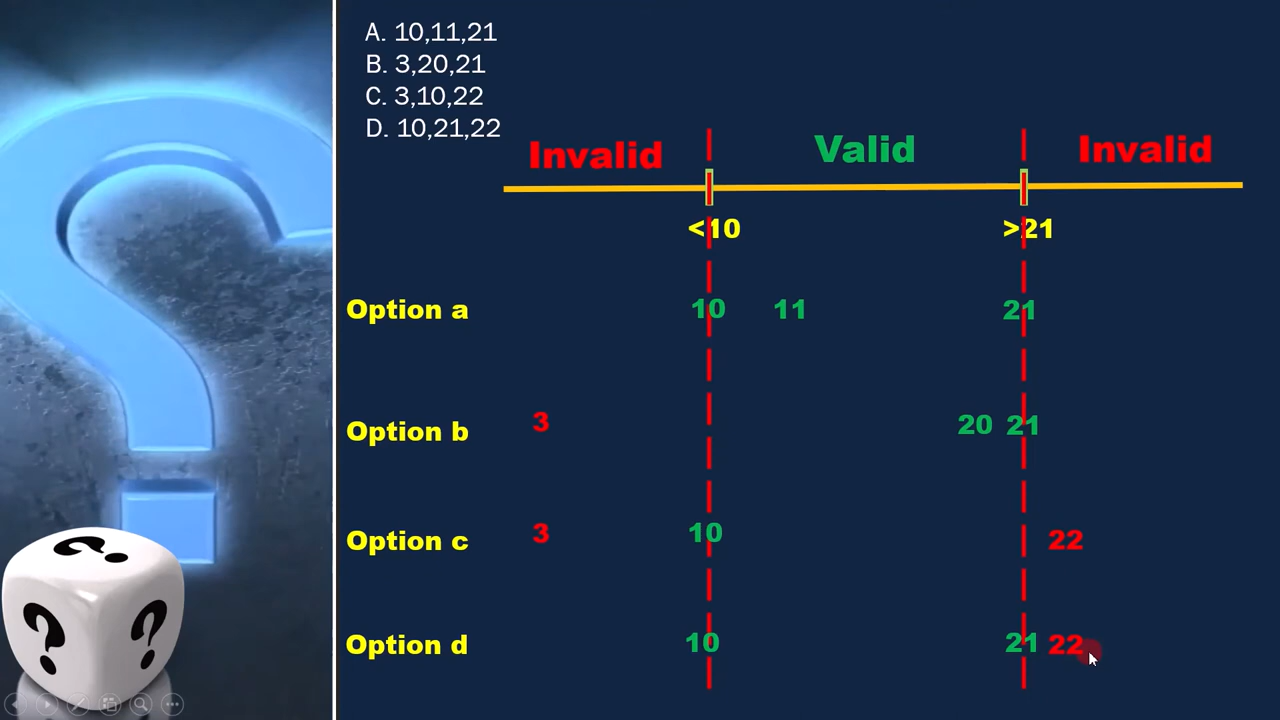 A. 10,11,21
B. 3,20,21
C. 3,10,22
D. 10,21,22
Invalid Valid Invalid
<10 >21
Option a 10 11 21
Option b 3 20 21
Option c 3 10 22
Option d 10 21 22
? ? ?